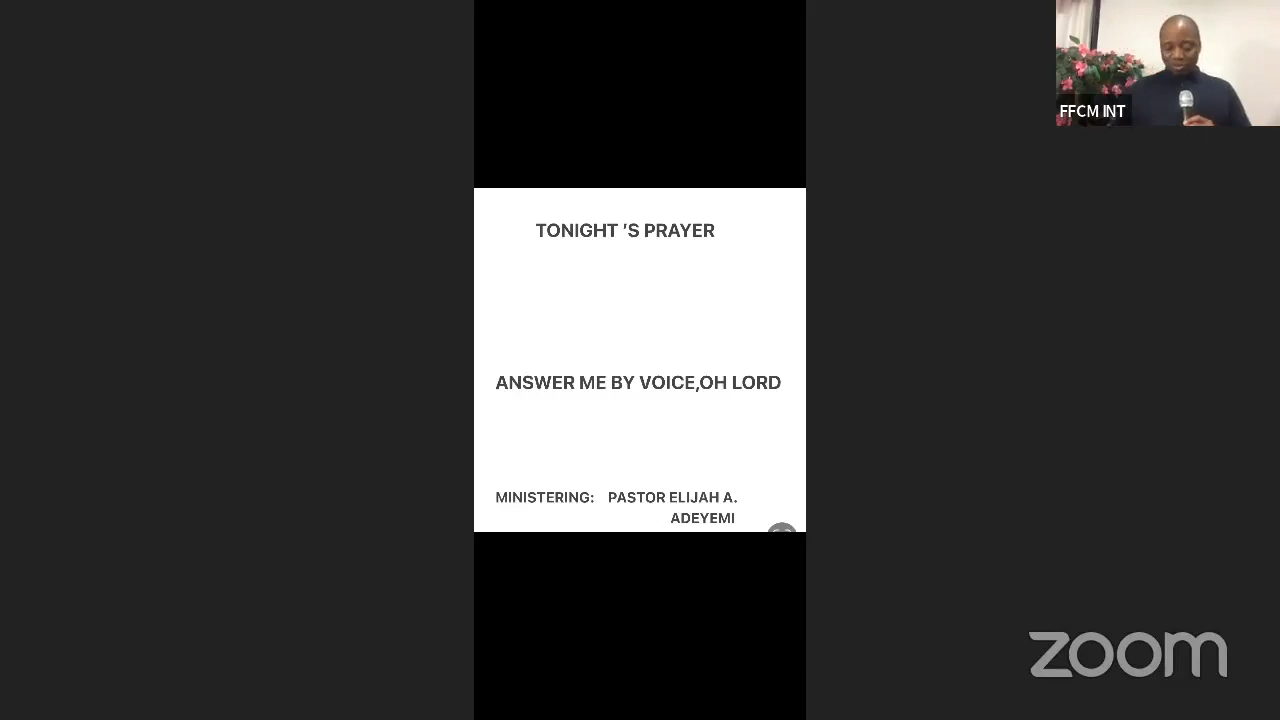 FFCM INT
TONIGHT 'S PRAYER
ANSWER ME BY VOICE,OH LORD
MINISTERING: PASTOR ELIJAH A.
ADEYEMI
zoom